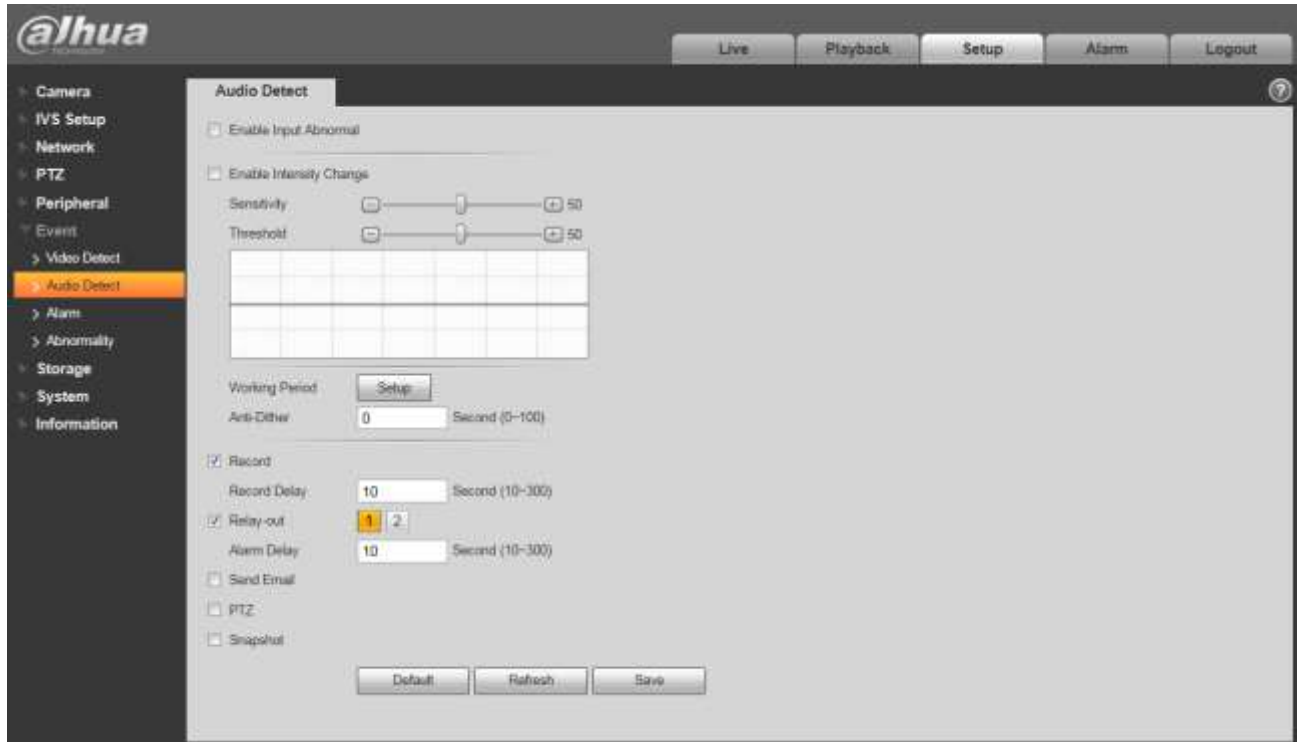 alhua
TECHNOLOGY
Live Playback Setup Alarm Logout
Camera
IVS Setup
Network
PTZ
Peripheral
Event
Video Detect
Audio Detect
Alarm
Abnormality
Storage
System
Information
Audio Detect
?
Enable Input Abnormal
Enable Intensity Change
Sensitivity 50
Threshold 50
Working Period Setup
Anti-Dither 0 Second (0~100)
Record
Record Delay 10 Second (10~300)
Relay-out 1 2
Alarm Delay 10 Second (10~300)
Send Email
PTZ
Snapshot
Default Refresh Save